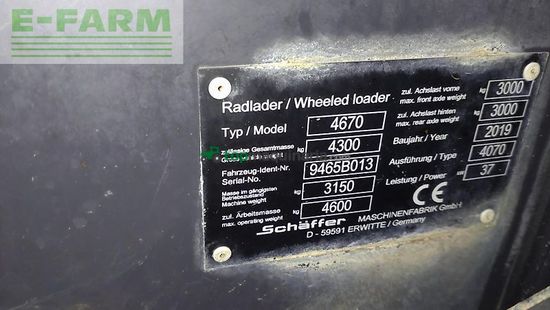 E-FARM
Radlader / Wheeled loader
Typ / Model 4670
zulässige Gesamtmasse kg 4300
Fahrzeug-Ident-Nr.
Serial-No. 9465B013
Masse im gängigsten
Betriebszustand
Machine weight kg 3150
zul. Arbeitsmasse
max. operating weight kg 4600
zul. Achslast vorne
max. front axle weight kg 3000
zul. Achslast hinten
max. rear axle weight kg 3000
Baujahr / Year 2019
Ausführung / Type 4070
Leistung / Power kW 37
CE
Schäffer MASCHINENFABRIK GmbH
D - 59591 ERWITTE / Germany